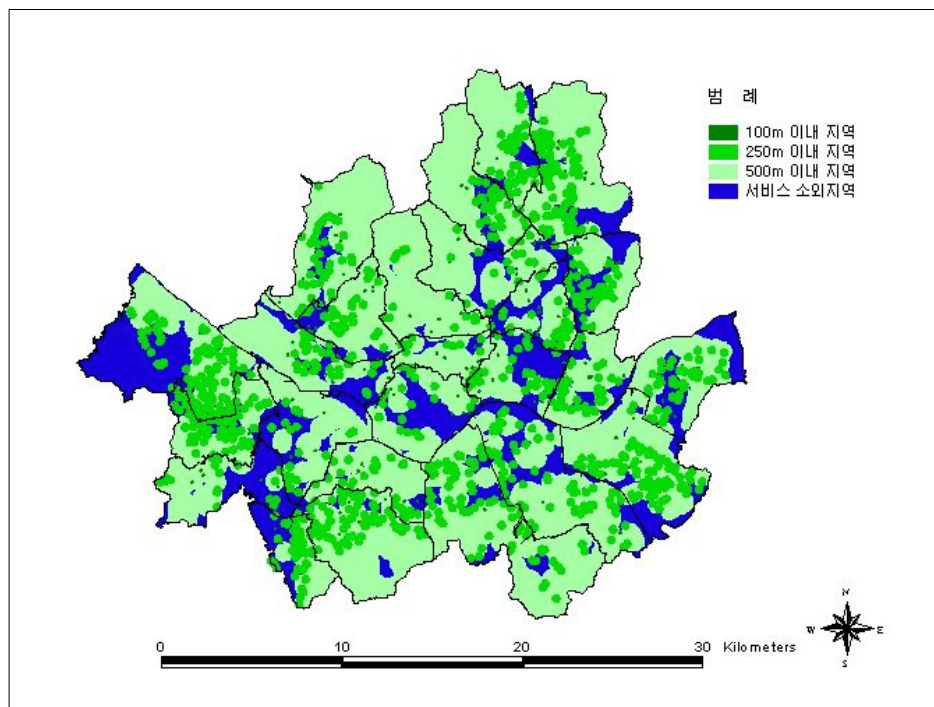 범 례
100m 이내 지역
250m 이내 지역
500m 이내 지역
서비스 소외지역
N
W E
S
0 10 20 30 Kilometers